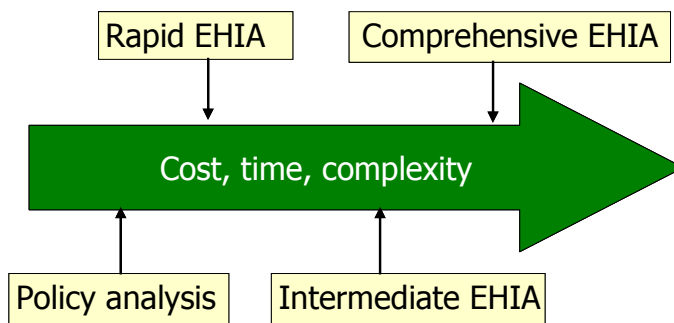 Rapid EHIA
Comprehensive EHIA
Cost, time, complexity
Policy analysis
Intermediate EHIA